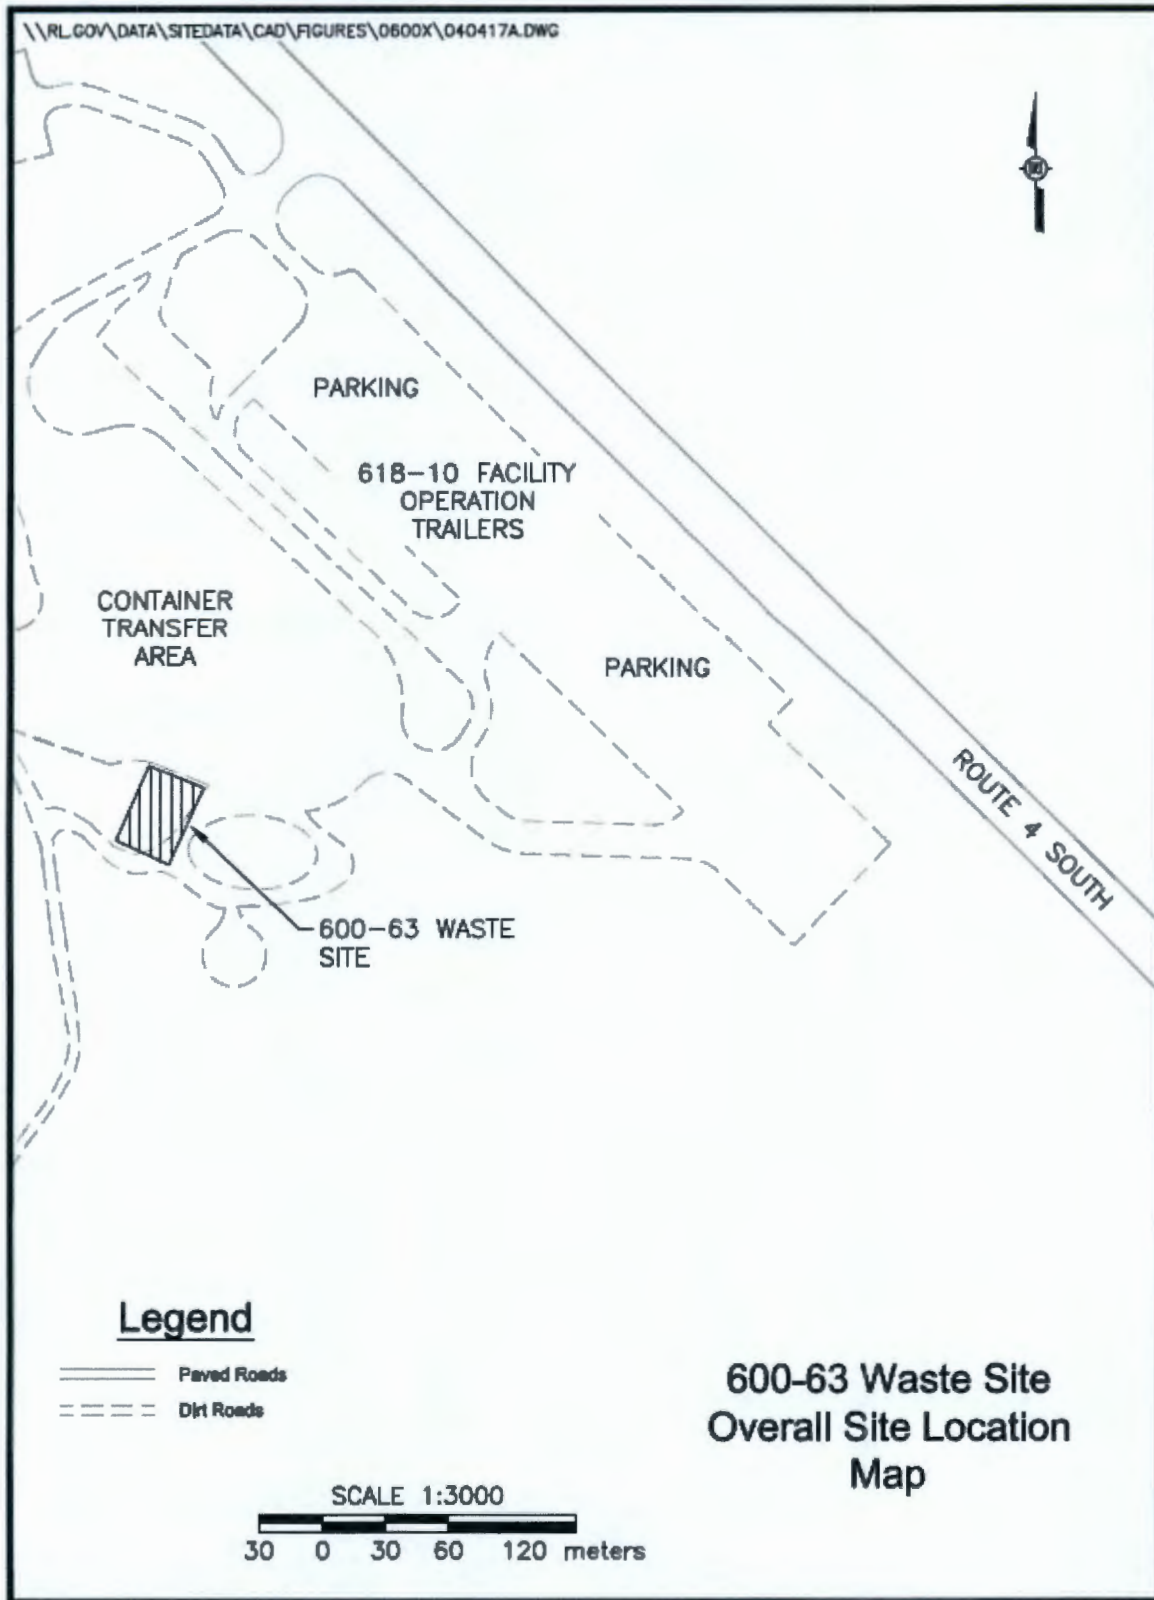 \\RL.GOV\DATA\SITEDATA\CAD\FIGURES\0600X\040417A.DWG
PARKING
618-10 FACILITY
OPERATION
TRAILERS
CONTAINER
TRANSFER
AREA
PARKING
ROUTE 4 SOUTH
600-63 WASTE
SITE
Legend
Paved Roads
Dirt Roads
600-63 Waste Site
Overall Site Location
Map
SCALE 1:3000
30 0 30 60 120 meters